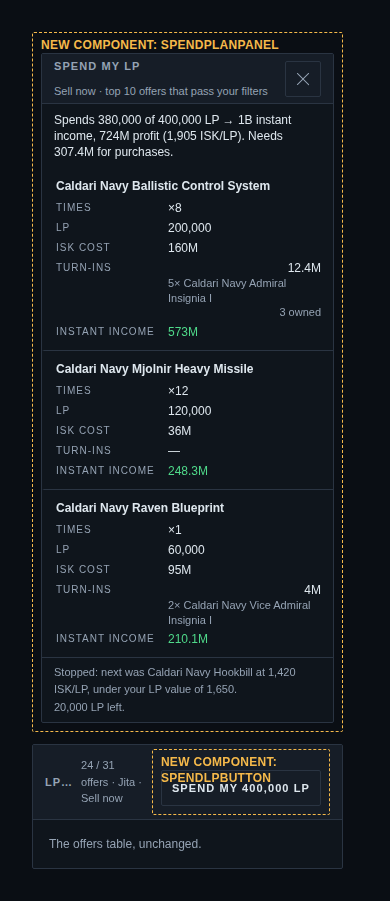 NEW COMPONENT: SPENDPLANPANEL
SPEND MY LP
Sell now · top 10 offers that pass your filters
Spends 380,000 of 400,000 LP → 1B instant
income, 724M profit (1,905 ISK/LP). Needs
307.4M for purchases.
Caldari Navy Ballistic Control System
TIMES ×8
LP 200,000
ISK COST 160M
TURN-INS 12.4M
5× Caldari Navy Admiral
Insignia I
3 owned
INSTANT INCOME 573M
Caldari Navy Mjolnir Heavy Missile
TIMES ×12
LP 120,000
ISK COST 36M
TURN-INS —
INSTANT INCOME 248.3M
Caldari Navy Raven Blueprint
TIMES ×1
LP 60,000
ISK COST 95M
TURN-INS 4M
2× Caldari Navy Vice Admiral
Insignia I
INSTANT INCOME 210.1M
Stopped: next was Caldari Navy Hookbill at 1,420
ISK/LP, under your LP value of 1,650.
20,000 LP left.
LP…
24 / 31
offers · Jita ·
Sell now
NEW COMPONENT:
SPENDLPBUTTON
SPEND MY 400,000 LP
The offers table, unchanged.